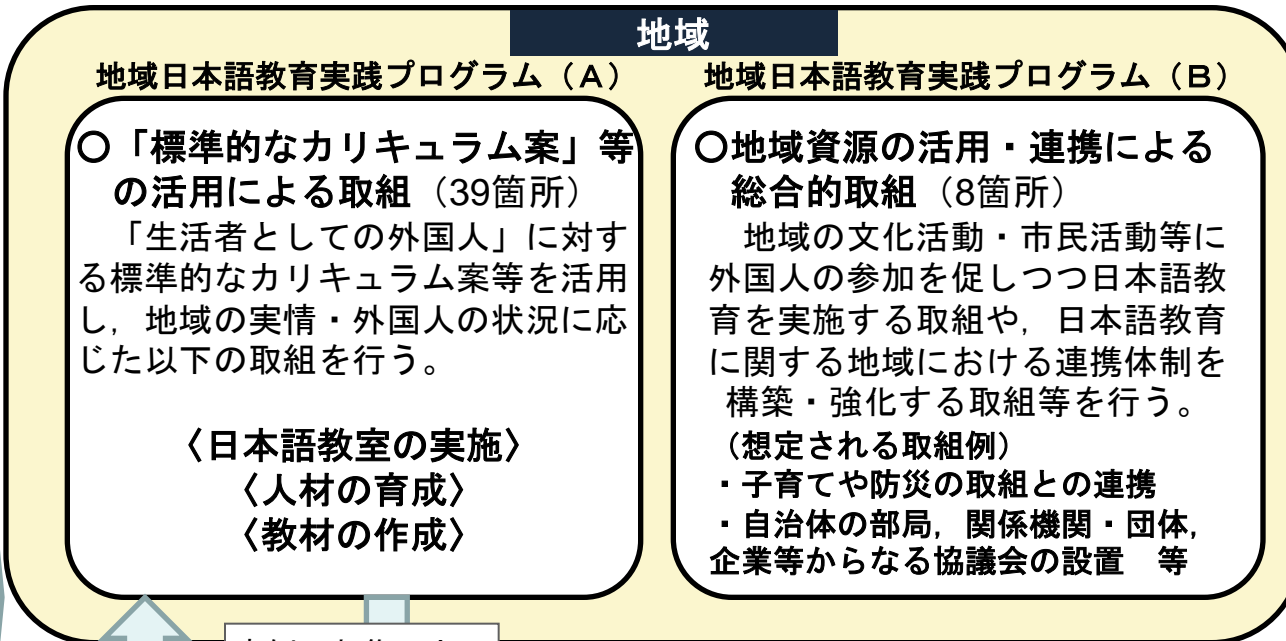 地域
地域日本語教育実践プログラム（Ａ）
○「標準的なカリキュラム案」等
の活用による取組（39箇所）
「生活者としての外国人」に対す
る標準的なカリキュラム案等を活用
し，地域の実情・外国人の状況に応
じた以下の取組を行う。
〈日本語教室の実施〉
〈人材の育成〉
〈教材の作成〉
地域日本語教育実践プログラム（Ｂ）
○地域資源の活用・連携による
総合的取組（8箇所）
地域の文化活動・市民活動等に
外国人の参加を促しつつ日本語教
育を実施する取組や，日本語教育
に関する地域における連携体制を
構築・強化する取組等を行う。
（想定される取組例）
・子育てや防災の取組との連携
・自治体の部局，関係機関・団体，
企業等からなる協議会の設置　等